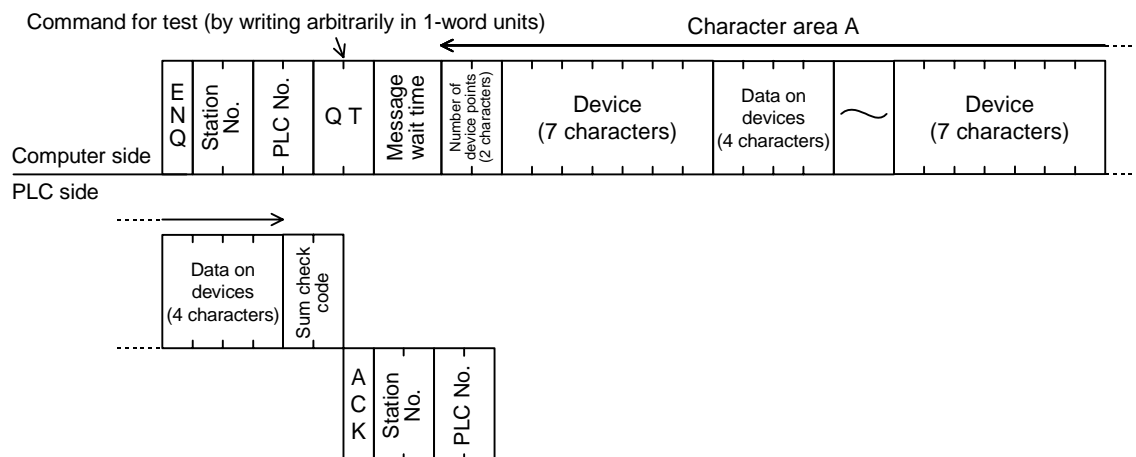 Command for test (by writing arbitrarily in 1-word units)
Character area A
E
N
Q
Station
No.
PLC No.
Q T
Message
wait time
Number of
device points
(2 characters)
Device
(7 characters)
Data on
devices
(4 characters)
Device
(7 characters)
Computer side
PLC side
Data on
devices
(4 characters)
Sum check
code
A
C
K
Station
No.
PLC No.